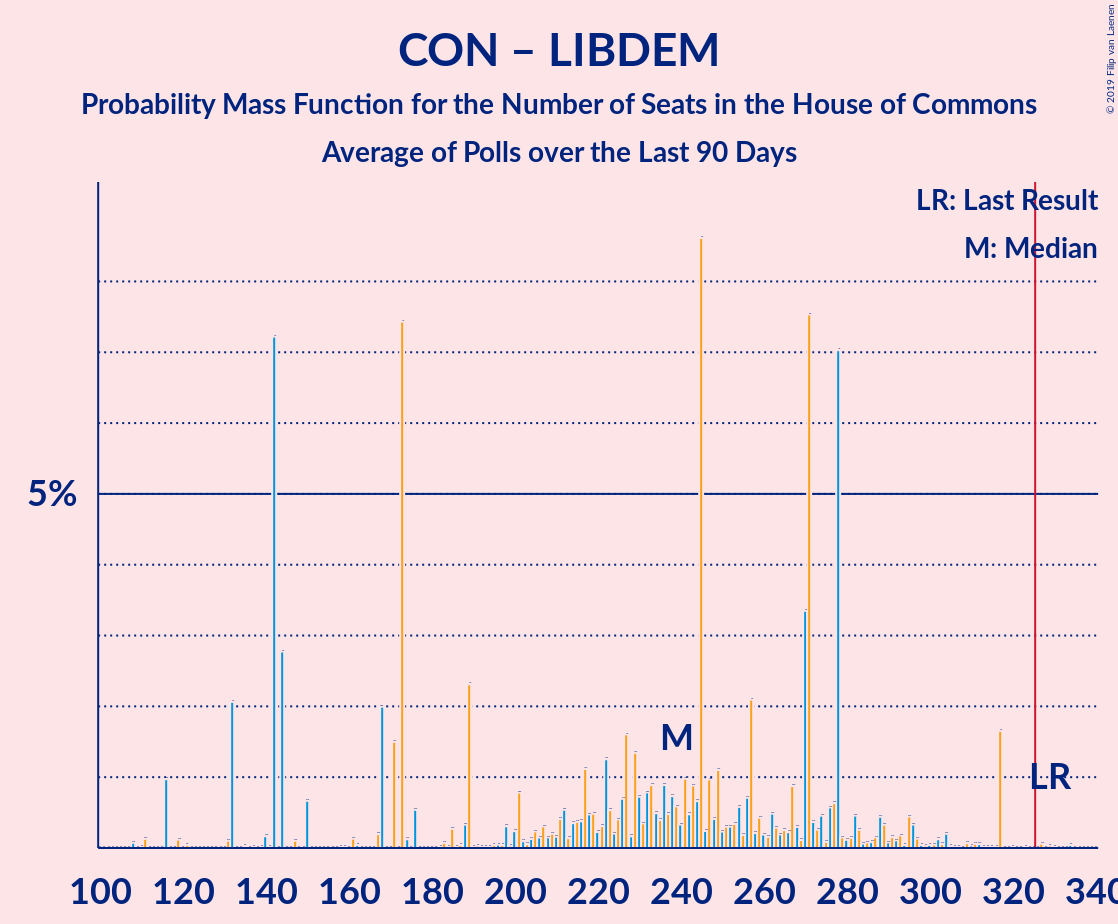 CON – LIBDEM
Probability Mass Function for the Number of Seats in the House of Commons
Average of Polls over the Last 90 Days
© 2019 Filip van Laenen
LR: Last Result
M: Median
5%
M
LR
100 120 140 160 180 200 220 240 260 280 300 320 340